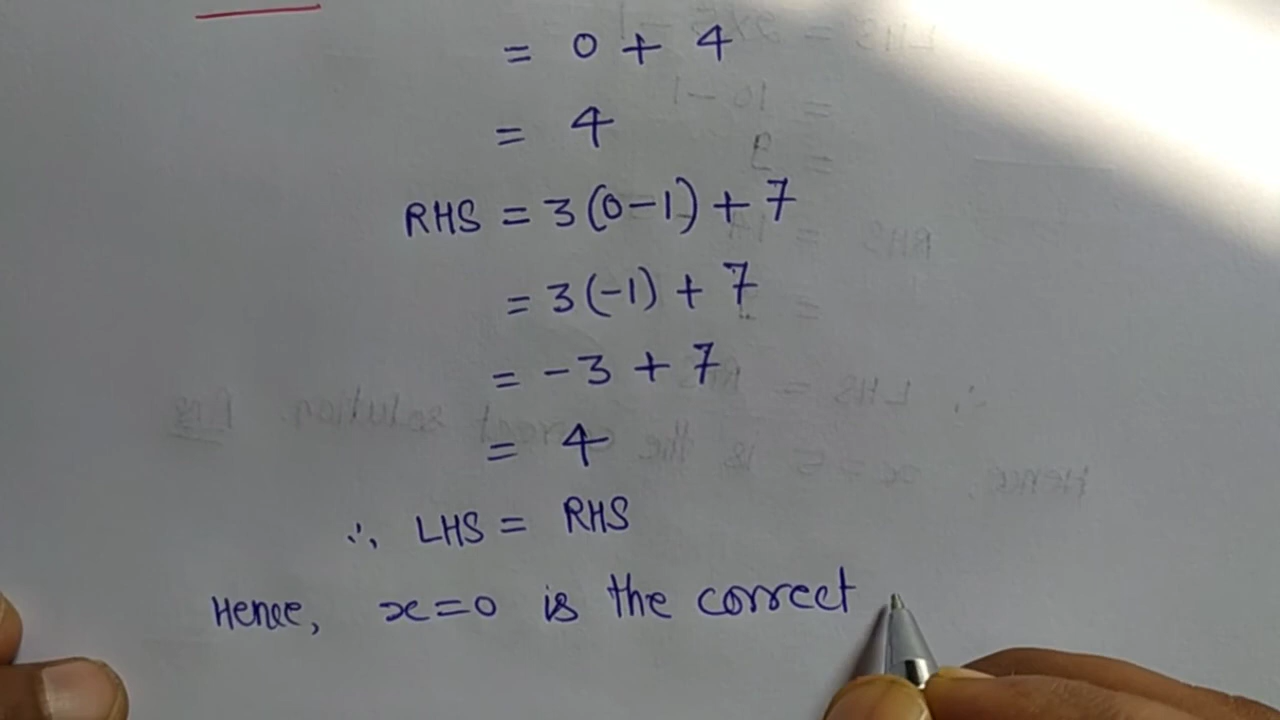 = 0 + 4
= 4
RHS = 3(0-1) + 7
= 3(-1) + 7
= -3 + 7
= 4
∴ LHS = RHS
Hence, x=0 is the correct